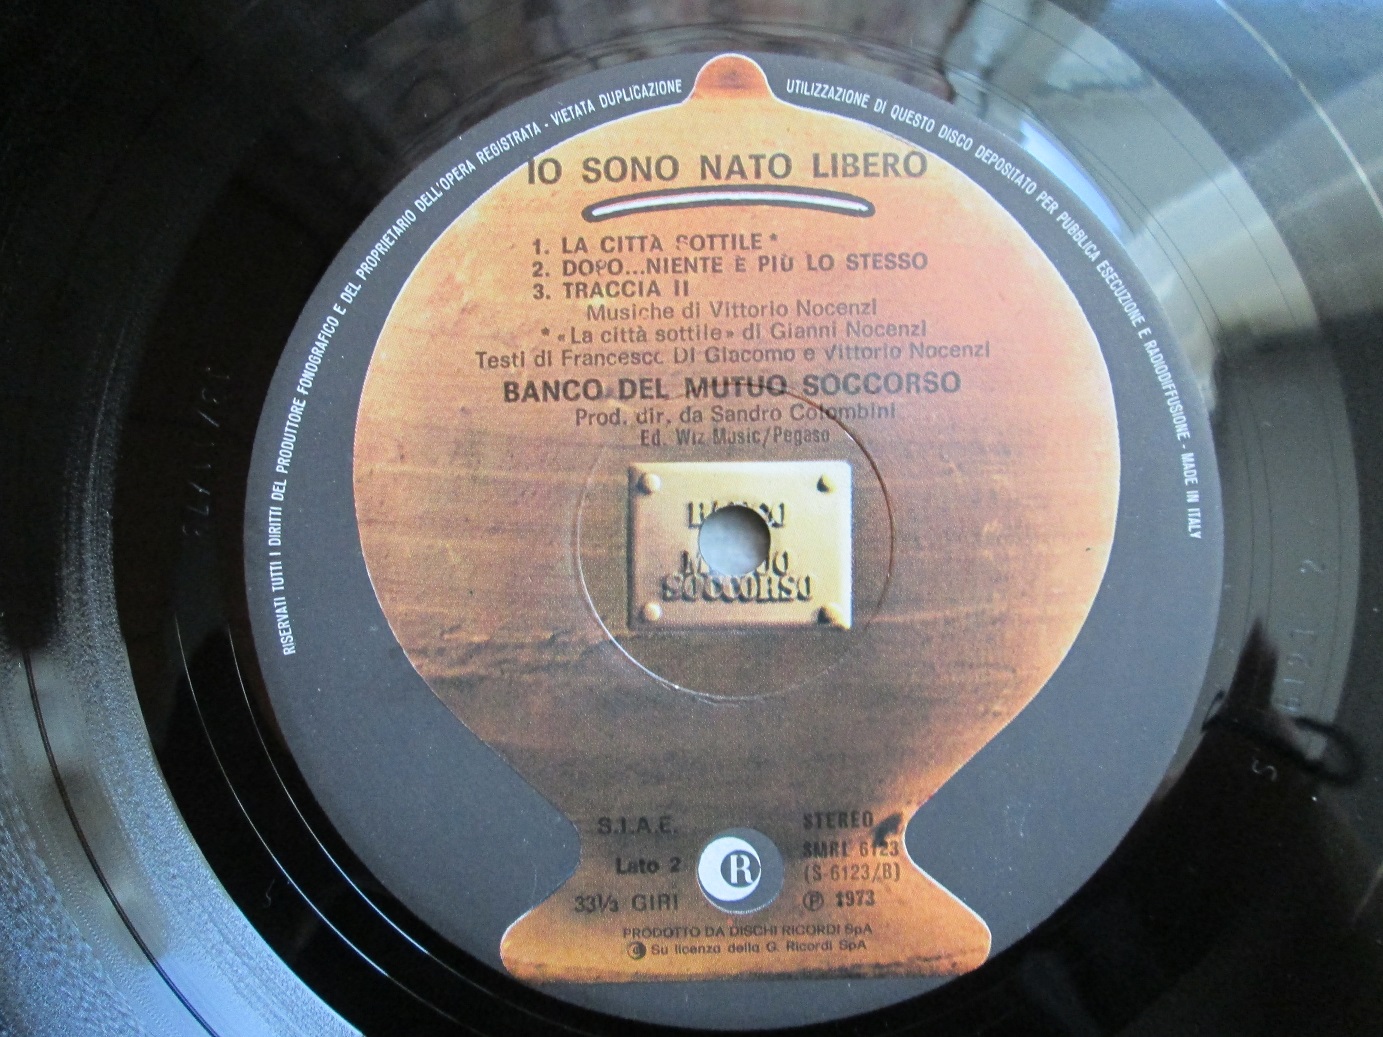 RISERVATI TUTTI I DIRITTI DEL PRODUTTORE FONOGRAFICO E DEL PROPRIETARIO DELL'OPERA REGISTRATA - VIETATA DUPLICAZIONE
UTILIZZAZIONE DI QUESTO DISCO DEPOSITATO PER PUBBLICA ESECUZIONE E RADIODIFFUSIONE - MADE IN ITALY
IO SONO NATO LIBERO
1. LA CITTÀ SOTTILE*
2. DOPO...NIENTE È PIÙ LO STESSO
3. TRACCIA II
Musiche di Vittorio Nocenzi
* «La città sottile» di Gianni Nocenzi
Testi di Francesco Di Giacomo e Vittorio Nocenzi
BANCO DEL MUTUO SOCCORSO
Prod. dir. da Sandro Colombini
Ed. Wiz Music/Pegaso
SOCCORSO
S.I.A.E.
Lato 2
33 1/3 GIRI
R
STEREO
SMRL 6123
(S-6123/B)
℗ 1973
PRODOTTO DA DISCHI RICORDI SpA
Su licenza della G. Ricordi SpA